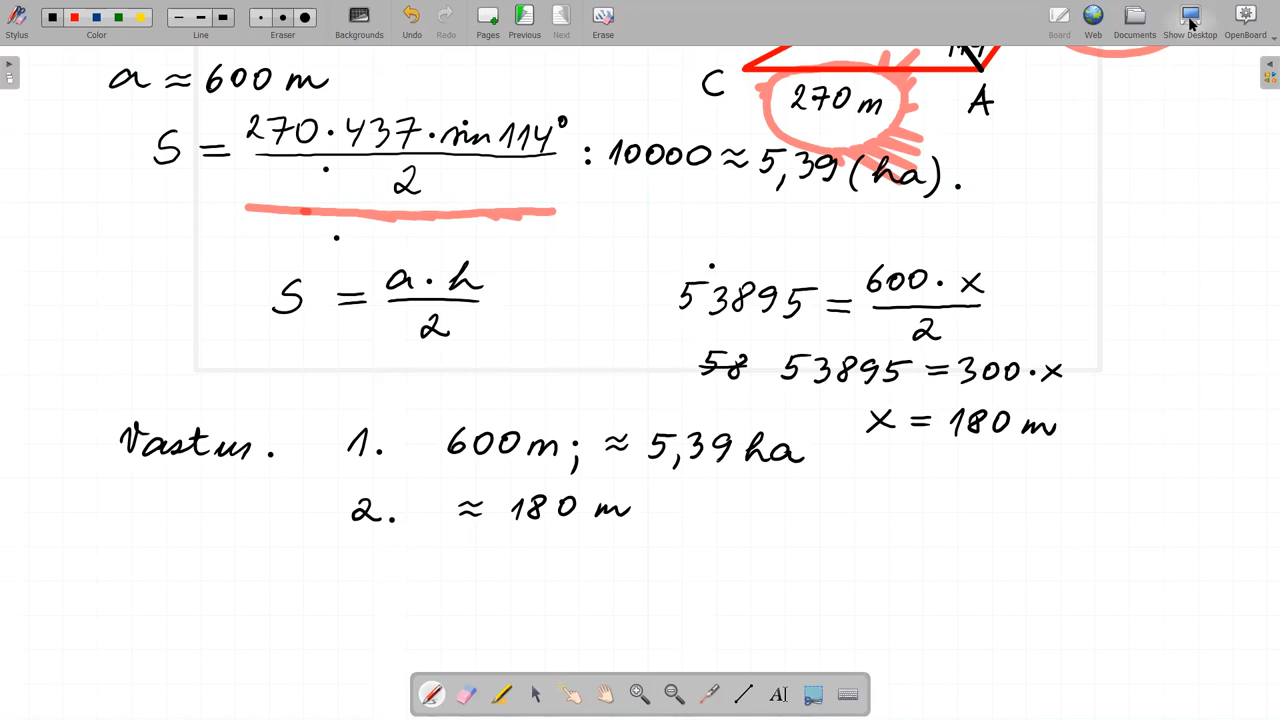 Stylus Color Line Eraser Backgrounds Undo Redo Pages Previous Next Erase Board Web Documents Show Desktop OpenBoard
a ≈ 600 m
C 270 m A
S = 270·437·sin 114° / 2 : 10000 ≈ 5,39 (ha).
S = a·h / 2
53895 = 600·x / 2
58 53895 = 300·x
x = 180 m
Vastus. 1. 600 m; ≈ 5,39 ha
2. ≈ 180 m